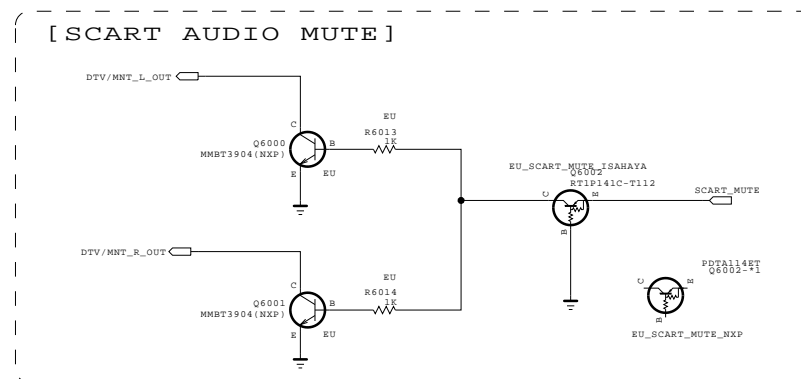 [SCART AUDIO MUTE]
DTV/MNT_L_OUT
C
Q6000
MMBT3904(NXP)
B
E
EU
EU
R6013
1K
EU_SCART_MUTE_ISAHAYA
Q6002
RT1P141C-T112
C
E
B
SCART_MUTE
DTV/MNT_R_OUT
C
Q6001
MMBT3904(NXP)
B
E
EU
EU
R6014
1K
PDTA114ET
Q6002-*1
C
E
B
EU_SCART_MUTE_NXP